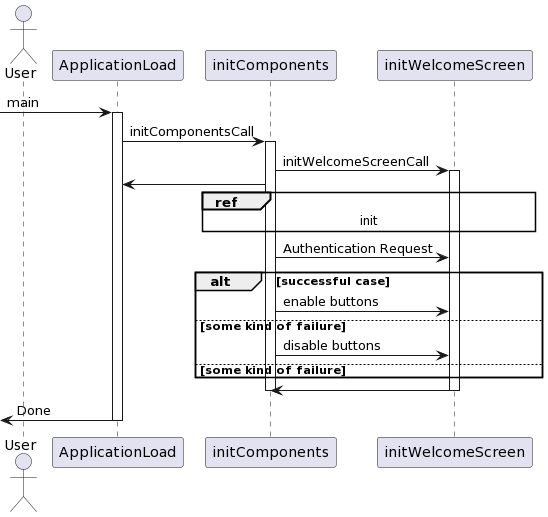 User
ApplicationLoad
initComponents
initWelcomeScreen
main
initComponentsCall
initWelcomeScreenCall
ref
init
Authentication Request
alt
[successful case]
enable buttons
[some kind of failure]
disable buttons
[some kind of failure]
Done
User
ApplicationLoad
initComponents
initWelcomeScreen